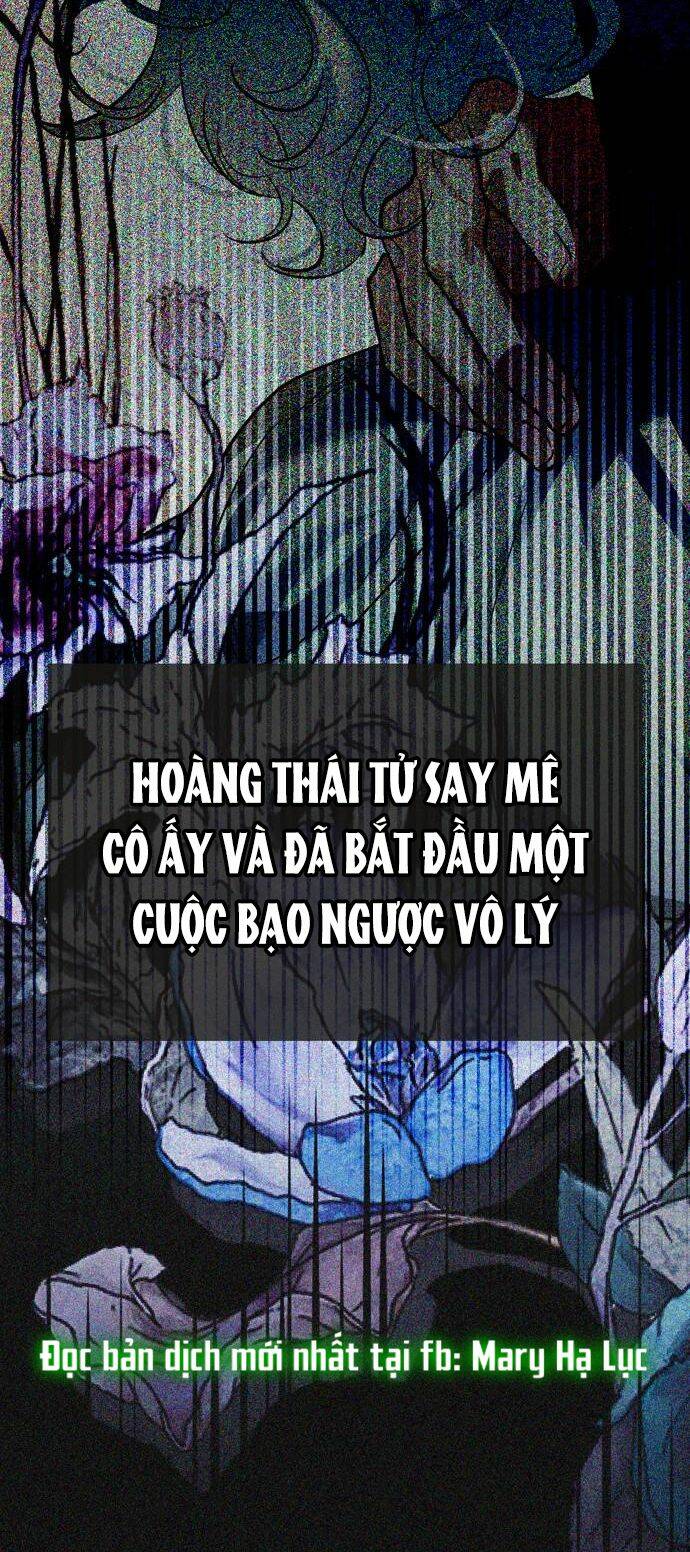 HOÀNG THÁI TỬ SAY MÊ
CÔ ẤY VÀ ĐÃ BẮT ĐẦU MỘT
CUỘC BẠO NGƯỢC VÔ LÝ
Đọc bản dịch mới nhất tại fb: Mary Hạ Lục